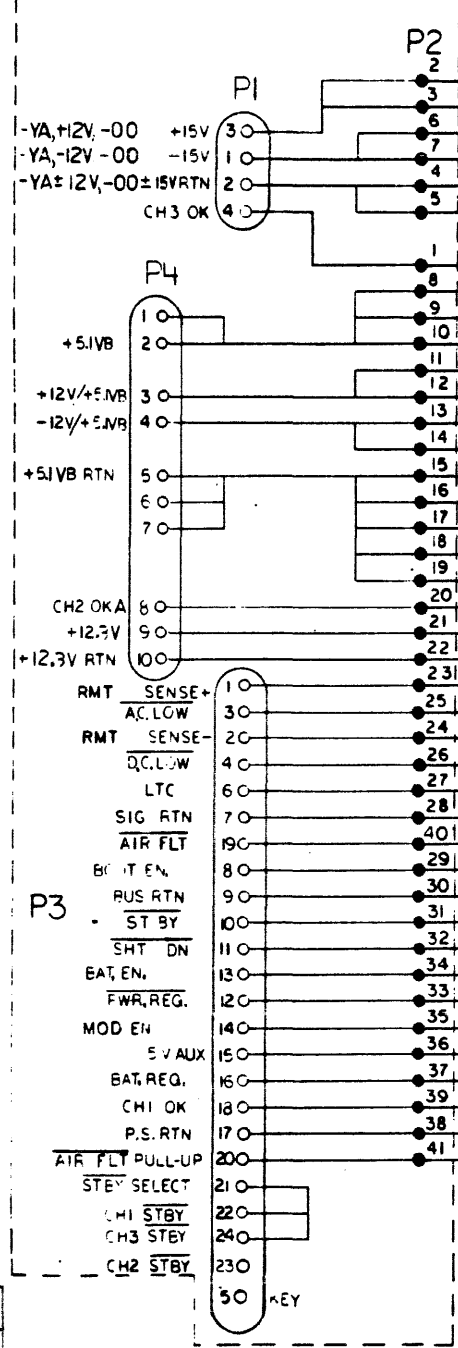 P2
2
P1
3
-YA,+12V,-00 +15V 3 6
-YA,-12V -00 -15V 1 7
-YA±12V,-00±15VRTN 2 4
CH3 OK 4 5
1
P4
8
1 9
+5.1VB 2 10
11
+12V/+5.1VB 3 12
-12V/+5.1VB 4 13
14
+5.1VB RTN 5 15
6 16
7 17
18
19
CH2 OKA 8 20
+12.3V 9 21
+12.3V RTN 10 22
RMT SENSE+ 1 23
A.C. LOW 3 25
RMT SENSE- 2 24
D.C. LOW 4 26
LTC 6 27
SIG RTN 7 28
AIR FLT 19 40
EN. 8 29
P3
BUS RTN 9 30
ST BY 10 31
SHT DN 11 32
BAT, EN. 13 34
PWR, REG. 12 33
MOD EN 14 35
5 V AUX 15 36
BAT. REQ. 16 37
CH1 OK 18 39
P.S. RTN 17 38
AIR FLT PULL-UP 20 41
STBY SELECT 21
CH1 STBY 22
CH3 STBY 24
CH2 STBY 23
5 KEY